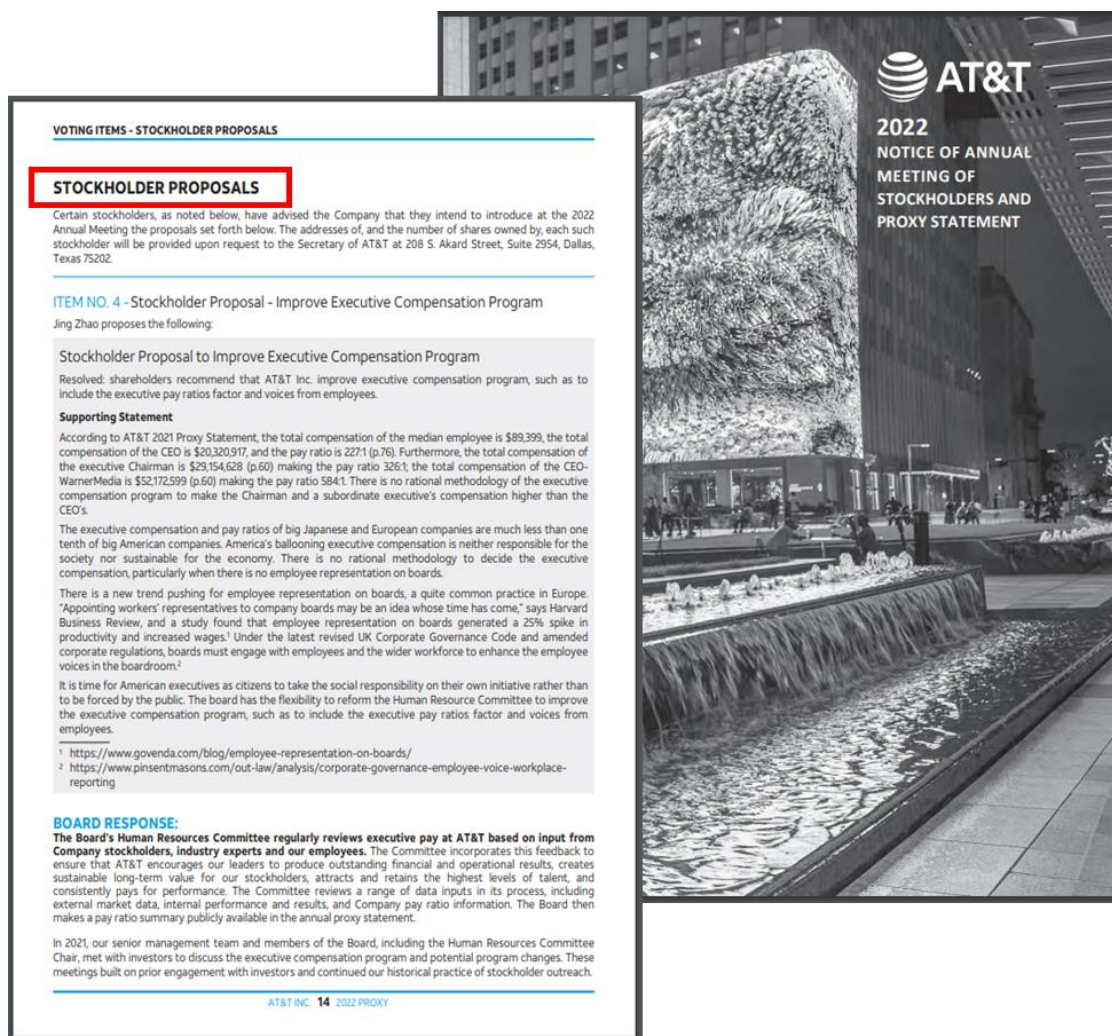 AT&T
2022
NOTICE OF ANNUAL
MEETING OF
STOCKHOLDERS AND
PROXY STATEMENT
VOTING ITEMS - STOCKHOLDER PROPOSALS
STOCKHOLDER PROPOSALS
Certain stockholders, as noted below, have advised the Company that they intend to introduce at the 2022
Annual Meeting the proposals set forth below. The addresses of, and the number of shares owned by, each such
stockholder will be provided upon request to the Secretary of AT&T at 208 S. Akard Street, Suite 2954, Dallas,
Texas 75202.
ITEM NO. 4 - Stockholder Proposal - Improve Executive Compensation Program
Jing Zhao proposes the following:
Stockholder Proposal to Improve Executive Compensation Program
Resolved: shareholders recommend that AT&T Inc. improve executive compensation program, such as to
include the executive pay ratios factor and voices from employees.
Supporting Statement
According to AT&T 2021 Proxy Statement, the total compensation of the median employee is $89,399, the total
compensation of the CEO is $20,320,917, and the pay ratio is 227:1 (p.76). Furthermore, the total compensation of
the executive Chairman is $29,154,628 (p.60) making the pay ratio 326:1; the total compensation of the CEO-
WarnerMedia is $52,172,599 (p.60) making the pay ratio 584:1. There is no rational methodology of the executive
compensation program to make the Chairman and a subordinate executive's compensation higher than the
CEO's.
The executive compensation and pay ratios of big Japanese and European companies are much less than one
tenth of big American companies. America's ballooning executive compensation is neither responsible for the
society nor sustainable for the economy. There is no rational methodology to decide the executive
compensation, particularly when there is no employee representation on boards.
There is a new trend pushing for employee representation on boards, a quite common practice in Europe.
"Appointing workers' representatives to company boards may be an idea whose time has come," says Harvard
Business Review, and a study found that employee representation on boards generated a 25% spike in
productivity and increased wages.¹ Under the latest revised UK Corporate Governance Code and amended
corporate regulations, boards must engage with employees and the wider workforce to enhance the employee
voices in the boardroom.²
It is time for American executives as citizens to take the social responsibility on their own initiative rather than
to be forced by the public. The board has the flexibility to reform the Human Resource Committee to improve
the executive compensation program, such as to include the executive pay ratios factor and voices from
employees.
¹ https://www.govenda.com/blog/employee-representation-on-boards/
² https://www.pinsentmasons.com/out-law/analysis/corporate-governance-employee-voice-workplace-
reporting
BOARD RESPONSE:
The Board's Human Resources Committee regularly reviews executive pay at AT&T based on input from
Company stockholders, industry experts and our employees. The Committee incorporates this feedback to
ensure that AT&T encourages our leaders to produce outstanding financial and operational results, creates
sustainable long-term value for our stockholders, attracts and retains the highest levels of talent, and
consistently pays for performance. The Committee reviews a range of data inputs in its process, including
external market data, internal performance and results, and Company pay ratio information. The Board then
makes a pay ratio summary publicly available in the annual proxy statement.
In 2021, our senior management team and members of the Board, including the Human Resources Committee
Chair, met with investors to discuss the executive compensation program and potential program changes. These
meetings built on prior engagement with investors and continued our historical practice of stockholder outreach.
AT&T INC. 14 2022 PROXY